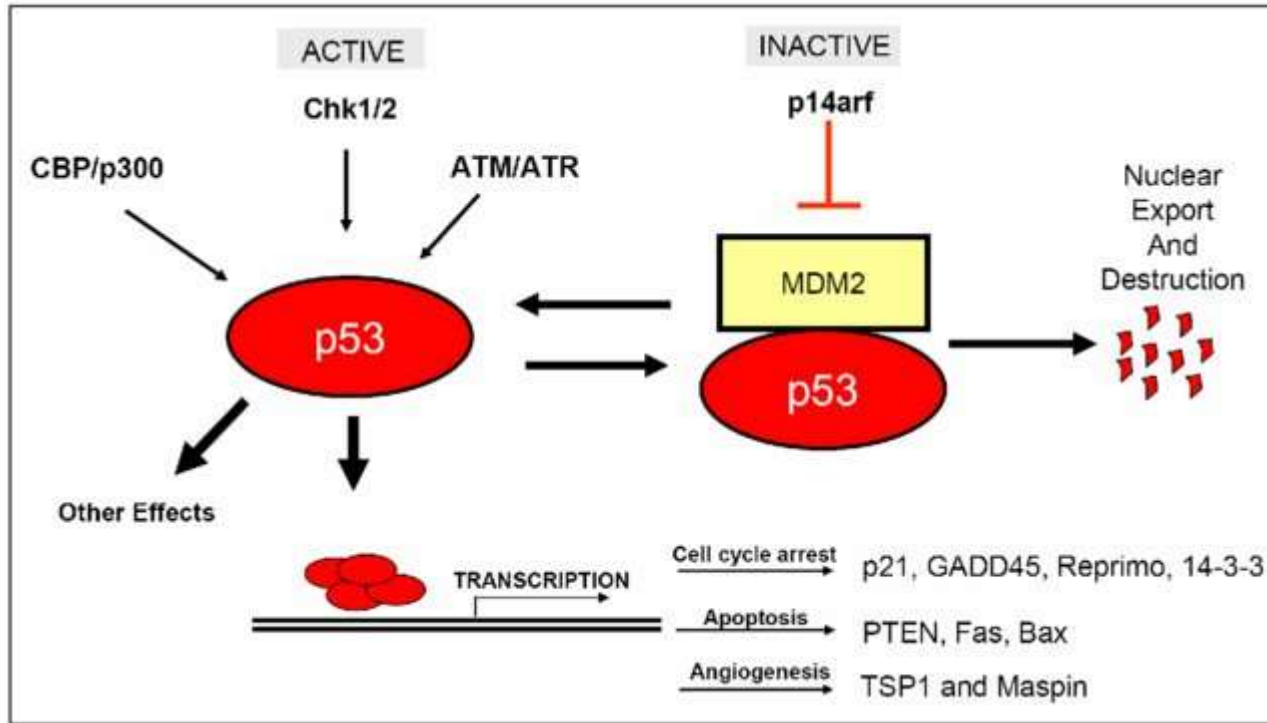 ACTIVE
INACTIVE
Chk1/2
p14arf
CBP/p300
ATM/ATR
Nuclear
Export
And
Destruction
MDM2
p53
p53
Other Effects
TRANSCRIPTION
Cell cycle arrest
p21, GADD45, Reprimo, 14-3-3
Apoptosis
PTEN, Fas, Bax
Angiogenesis
TSP1 and Maspin